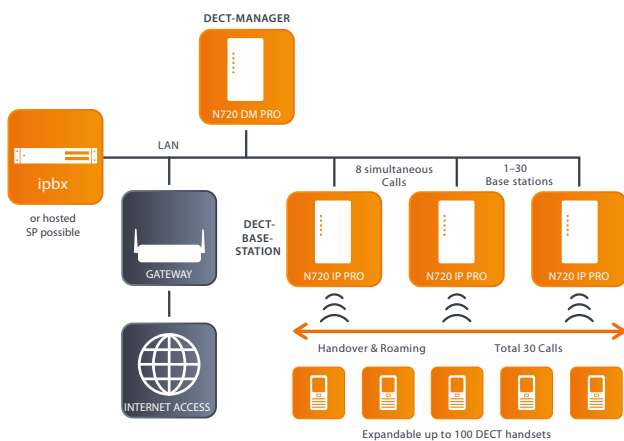 DECT-MANAGER
N720 DM PRO
LAN
ipbx
or hosted
SP possible
8 simultaneous
Calls
1–30
Base stations
DECT-
BASE-
STATION
GATEWAY
N720 IP PRO
N720 IP PRO
N720 IP PRO
Handover & Roaming
Total 30 Calls
INTERNET ACCESS
Expandable up to 100 DECT handsets